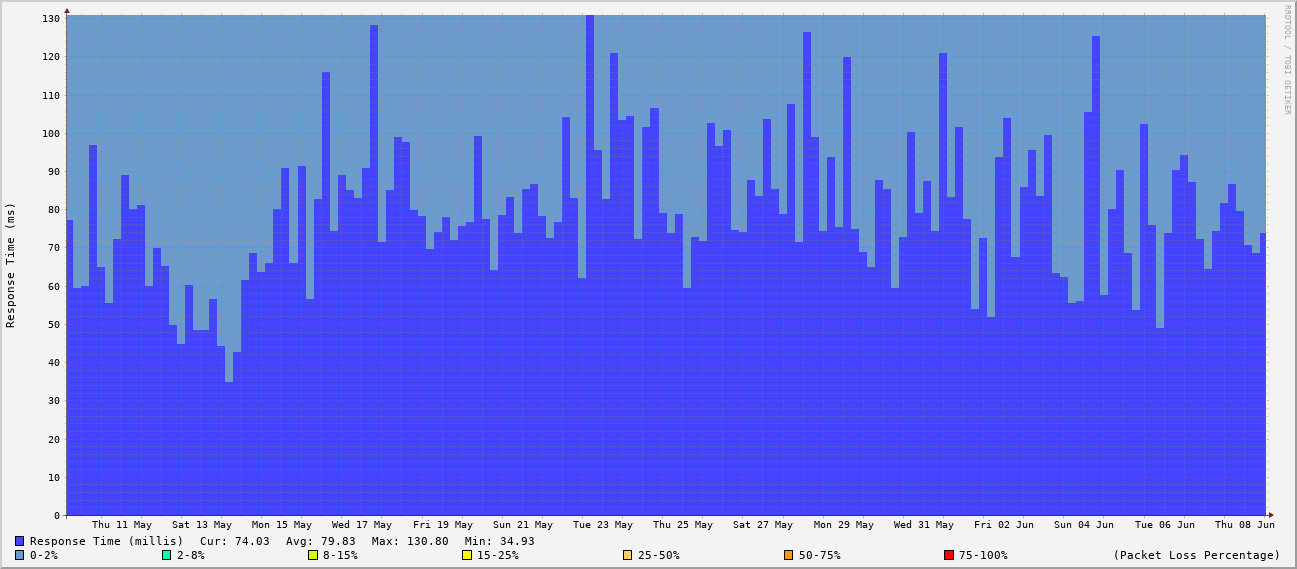 RRDTOOL / TOBI OETIKER
Response Time (ms)
130
120
110
100
90
80
70
60
50
40
30
20
10
0
Thu 11 May Sat 13 May Mon 15 May Wed 17 May Fri 19 May Sun 21 May Tue 23 May Thu 25 May Sat 27 May Mon 29 May Wed 31 May Fri 02 Jun Sun 04 Jun Tue 06 Jun Thu 08 Jun
Response Time (millis) Cur: 74.03 Avg: 79.83 Max: 130.80 Min: 34.93
0-2% 2-8% 8-15% 15-25% 25-50% 50-75% 75-100% (Packet Loss Percentage)